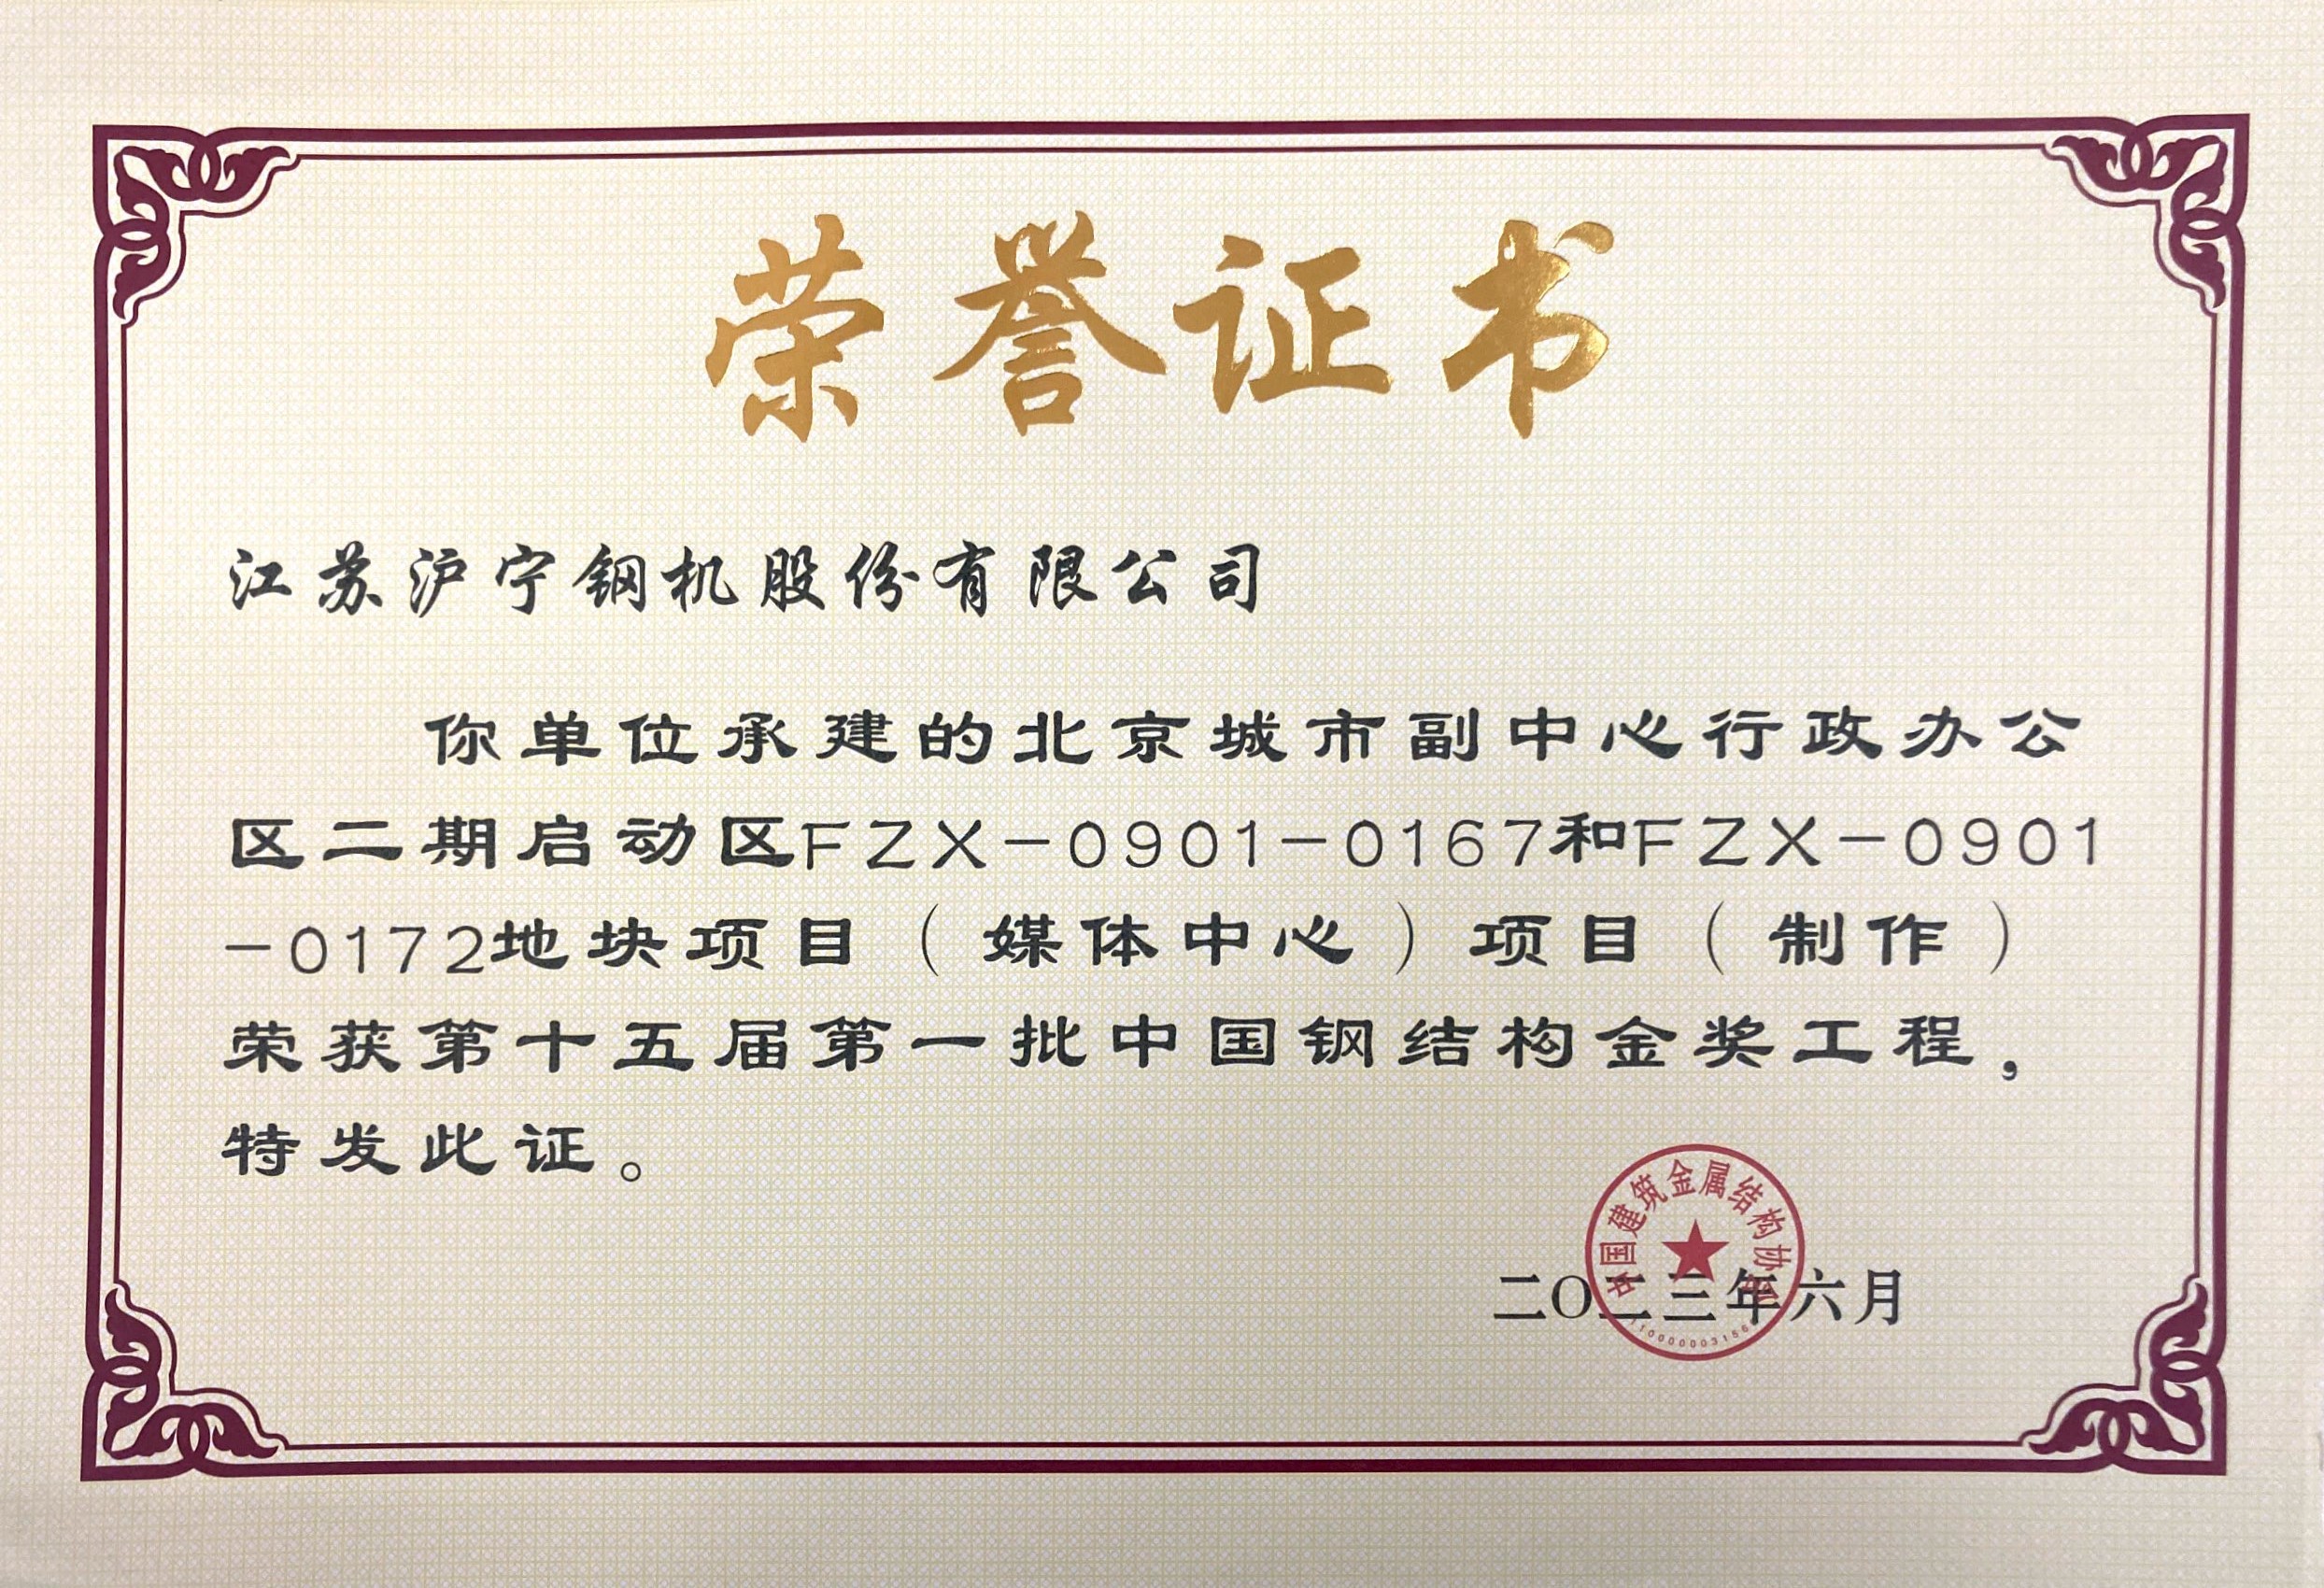 荣誉证书
江苏沪宁钢机股份有限公司
你单位承建的北京城市副中心行政办公
区二期启动区FZX-0901-0167和FZX-0901
-0172地块项目（媒体中心）项目（制作）
荣获第十五届第一批中国钢结构金奖工程，
特发此证。
中国建筑金属结构协
二〇二三年六月